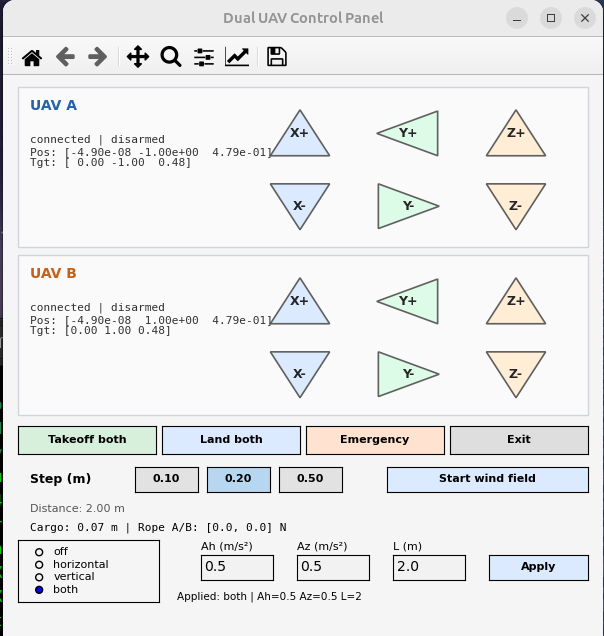 Dual UAV Control Panel
UAV A
X+ Y+ Z+
connected | disarmed
Pos: [-4.90e-08 -1.00e+00  4.79e-01]
Tgt: [ 0.00 -1.00  0.48]
X- Y- Z-
UAV B
X+ Y+ Z+
connected | disarmed
Pos: [-4.90e-08  1.00e+00  4.79e-01]
Tgt: [0.00 1.00 0.48]
X- Y- Z-
Takeoff both Land both Emergency Exit
Step (m) 0.10 0.20 0.50 Start wind field
Distance: 2.00 m
Cargo: 0.07 m | Rope A/B: [0.0, 0.0] N
off
horizontal
vertical
both
Ah (m/s²) Az (m/s²) L (m)
0.5 0.5 2.0 Apply
Applied: both | Ah=0.5 Az=0.5 L=2